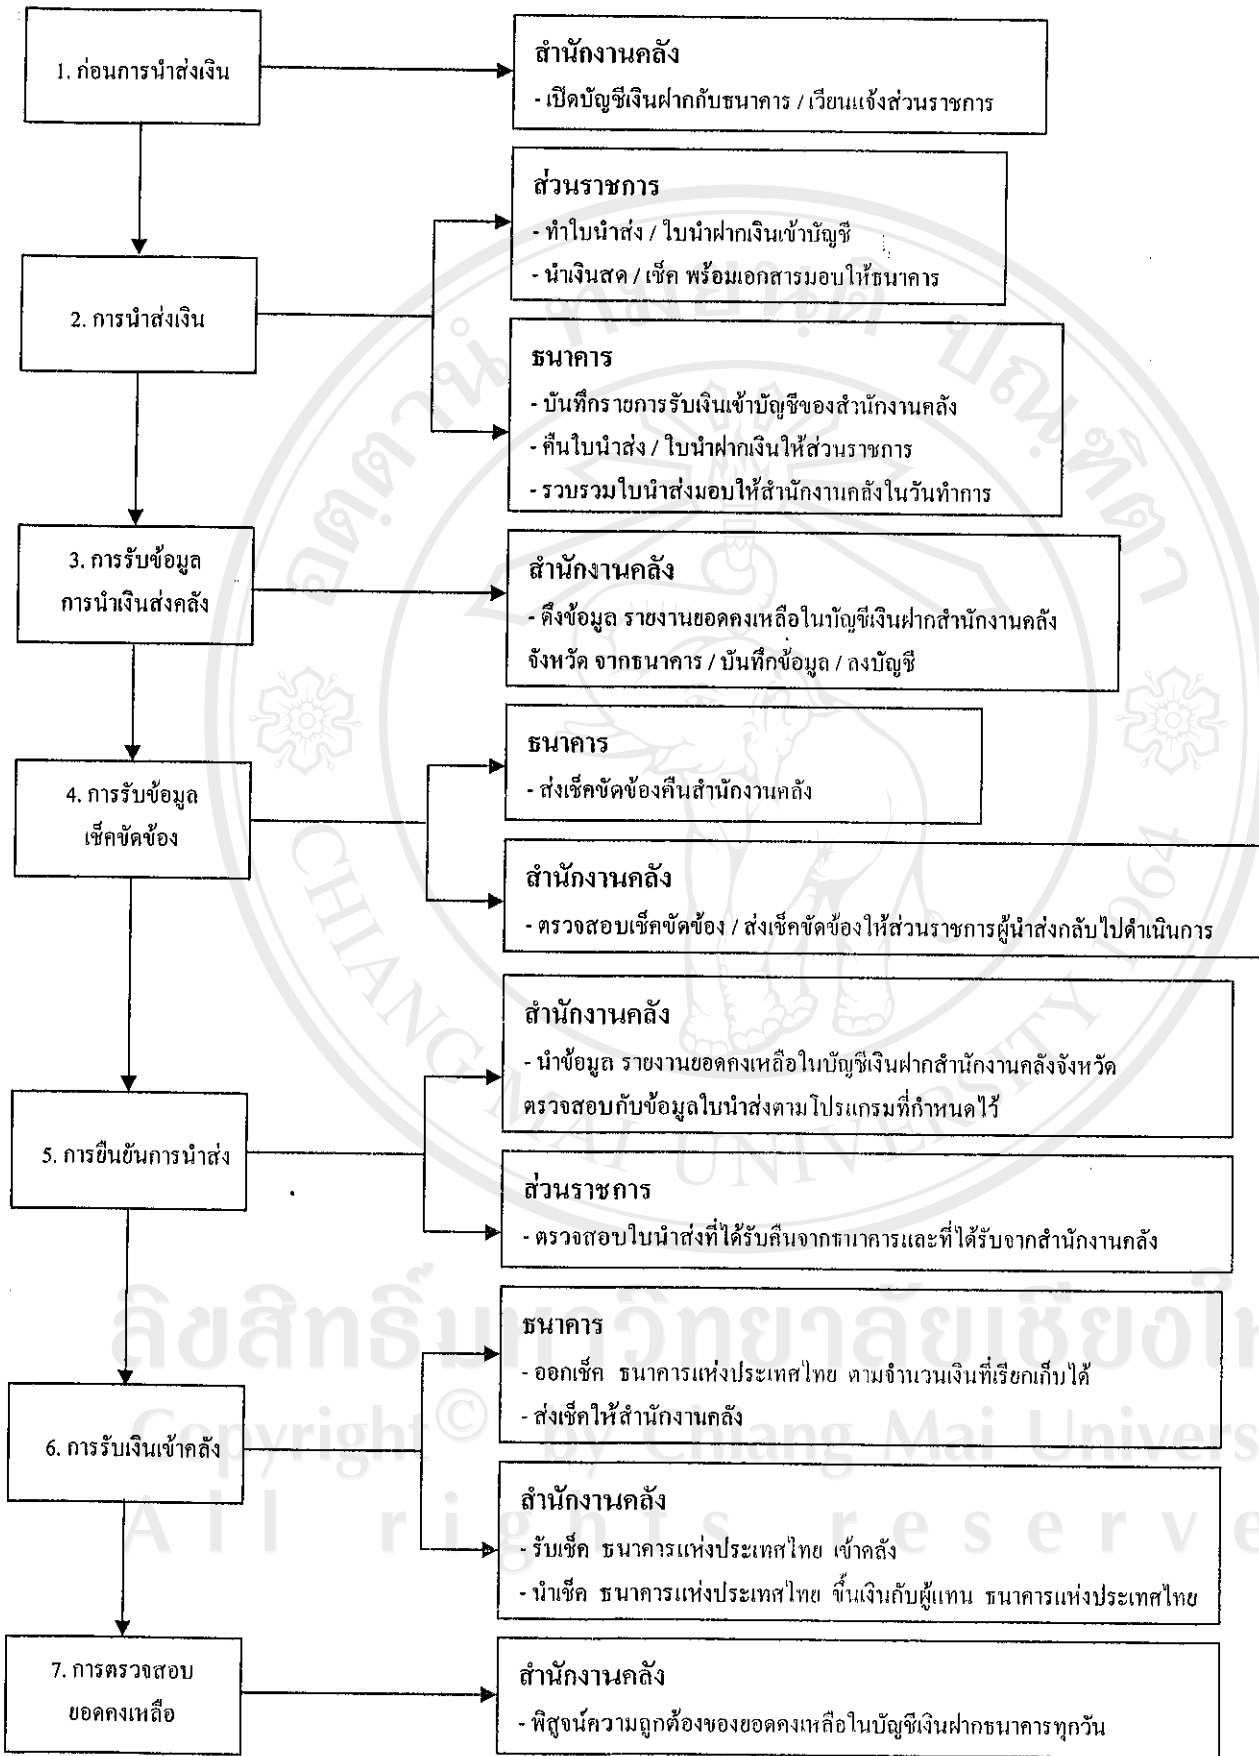 1. ก่อนการนำส่งเงิน
สำนักงานคลัง
- เปิดบัญชีเงินฝากกับธนาคาร / เวียนแจ้งส่วนราชการ
2. การนำส่งเงิน
ส่วนราชการ
- ทำใบนำส่ง / ใบนำฝากเงินเข้าบัญชี
- นำเงินสด / เช็ค พร้อมเอกสารมอบให้ธนาคาร
ธนาคาร
- บันทึกรายการรับเงินเข้าบัญชีของสำนักงานคลัง
- คืนใบนำส่ง / ใบนำฝากเงินให้ส่วนราชการ
- รวบรวมใบนำส่งมอบให้สำนักงานคลังในวันทำการ
3. การรับข้อมูล
การนำเงินส่งคลัง
สำนักงานคลัง
- ดึงข้อมูล รายงานยอดคงเหลือในบัญชีเงินฝากสำนักงานคลัง
จังหวัด จากธนาคาร / บันทึกข้อมูล / ลงบัญชี
4. การรับข้อมูล
เช็คขัดข้อง
ธนาคาร
- ส่งเช็คขัดข้องคืนสำนักงานคลัง
สำนักงานคลัง
- ตรวจสอบเช็คขัดข้อง / ส่งเช็คขัดข้องให้ส่วนราชการผู้นำส่งกลับไปดำเนินการ
5. การยืนยันการนำส่ง
สำนักงานคลัง
- นำข้อมูล รายงานยอดคงเหลือในบัญชีเงินฝากสำนักงานคลังจังหวัด
ตรวจสอบกับข้อมูลใบนำส่งตามโปรแกรมที่กำหนดไว้
ส่วนราชการ
- ตรวจสอบใบนำส่งที่ได้รับคืนจากธนาคารและที่ได้รับจากสำนักงานคลัง
6. การรับเงินเข้าคลัง
ธนาคาร
- ออกเช็ค ธนาคารแห่งประเทศไทย ตามจำนวนเงินที่เรียกเก็บได้
- ส่งเช็คให้สำนักงานคลัง
สำนักงานคลัง
- รับเช็ค ธนาคารแห่งประเทศไทย เข้าคลัง
- นำเช็ค ธนาคารแห่งประเทศไทย ขึ้นเงินกับผู้แทน ธนาคารแห่งประเทศไทย
7. การตรวจสอบ
ยอดคงเหลือ
สำนักงานคลัง
- พิสูจน์ความถูกต้องของยอดคงเหลือในบัญชีเงินฝากธนาคารทุกวัน
อตฺตานํ ทมยนฺติ ปณฺฑิตา
CHIANG MAI UNIVERSITY 1964
Copyright © by Chiang Mai
All rights